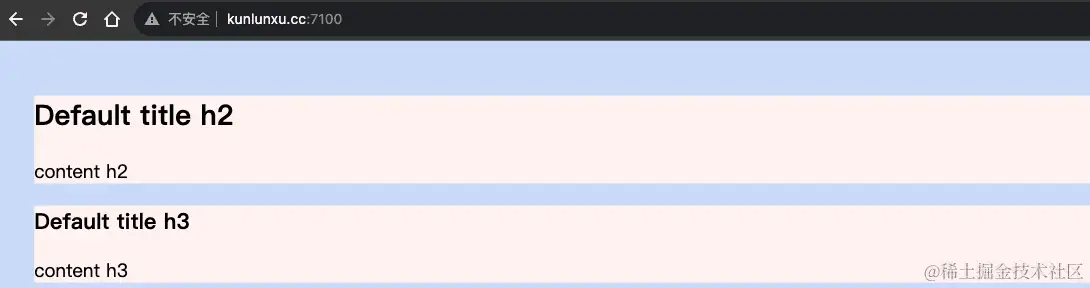 不安全 kunlunxu.cc:7100
Default title h2
content h2
Default title h3
content h3
@稀土掘金技术社区